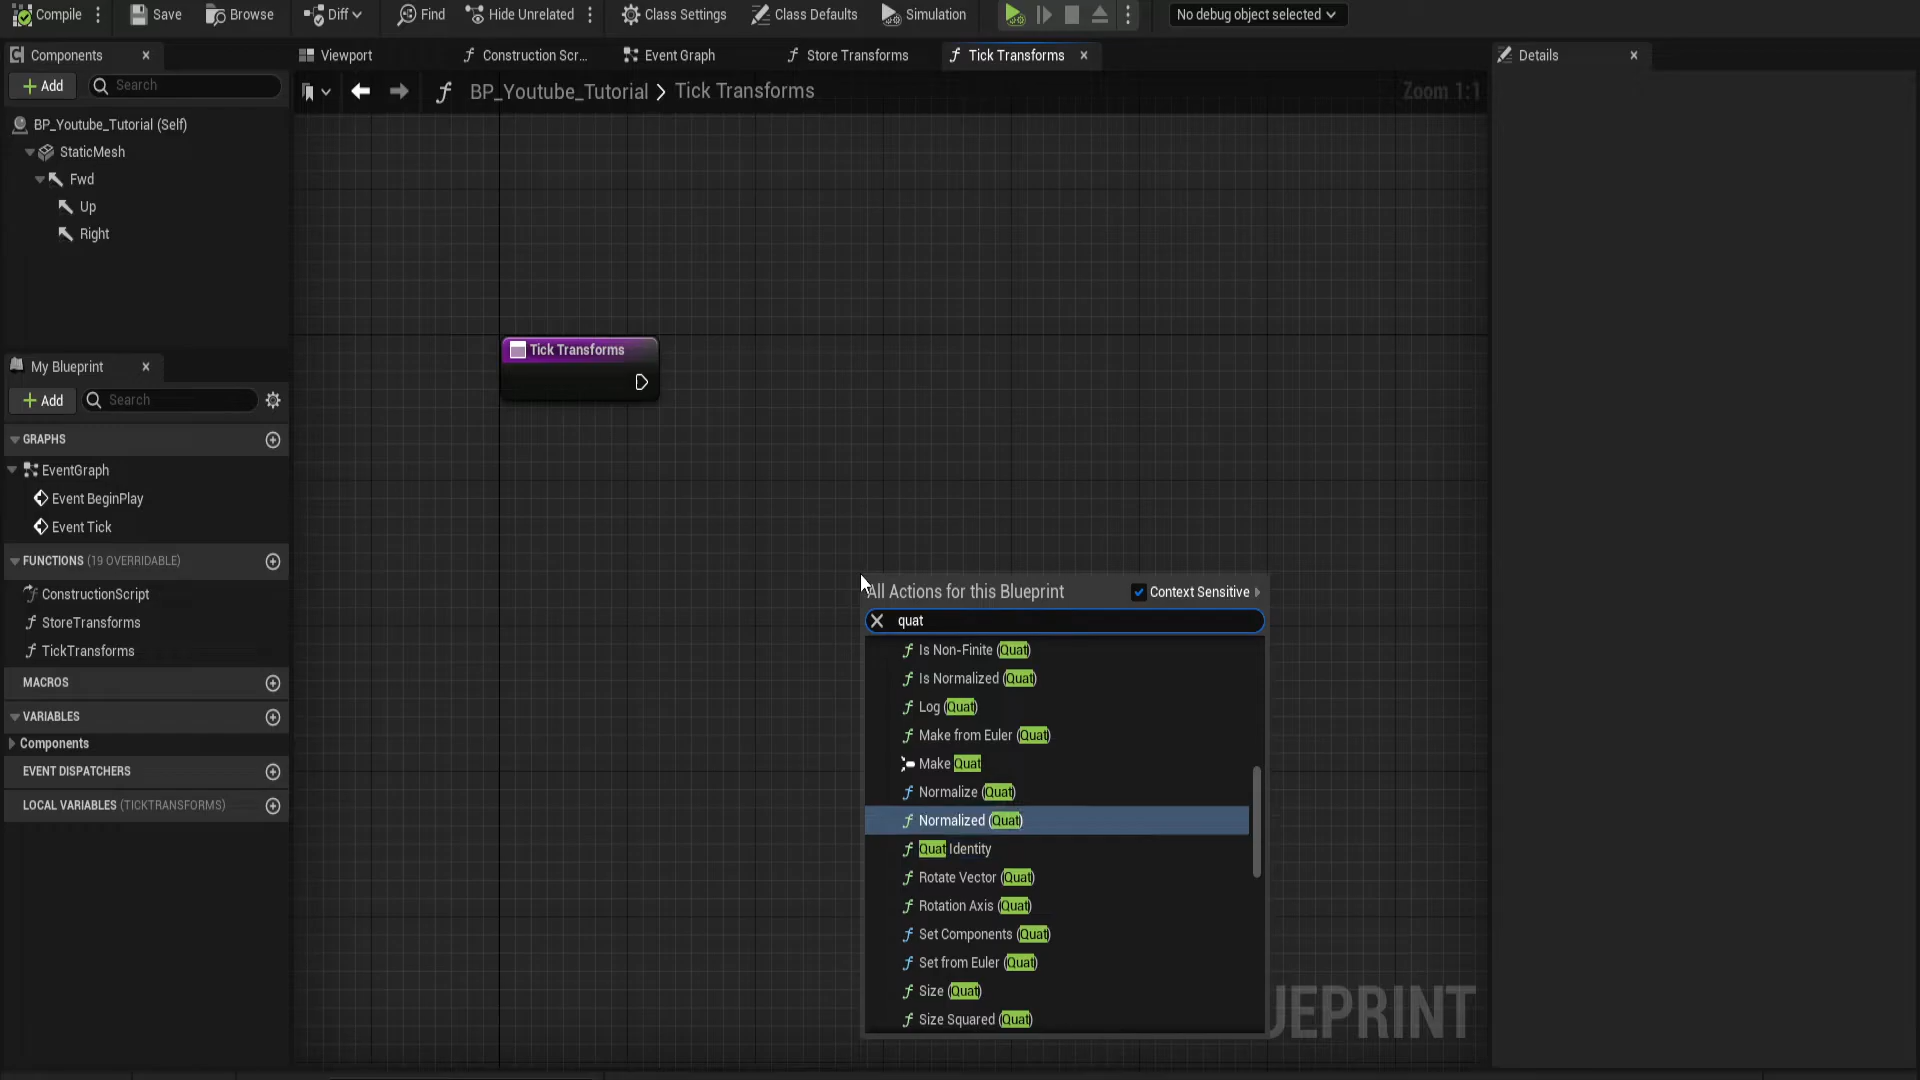 Compile
Save
Browse
Diff
Find
Hide Unrelated
Class Settings
Class Defaults
Simulation
No debug object selected
Components
Viewport
Construction Scr...
Event Graph
Store Transforms
Tick Transforms
Details
Add
Search
BP_Youtube_Tutorial > Tick Transforms
Zoom 1:1
BP_Youtube_Tutorial (Self)
StaticMesh
Fwd
Up
Right
Tick Transforms
My Blueprint
Add
Search
GRAPHS
EventGraph
Event BeginPlay
Event Tick
FUNCTIONS (19 OVERRIDABLE)
ConstructionScript
StoreTransforms
TickTransforms
MACROS
VARIABLES
Components
EVENT DISPATCHERS
LOCAL VARIABLES (TICKTRANSFORMS)
All Actions for this Blueprint
Context Sensitive
quat
Is Non-Finite (Quat)
Is Normalized (Quat)
Log (Quat)
Make from Euler (Quat)
Make Quat
Normalize (Quat)
Normalized (Quat)
Quat Identity
Rotate Vector (Quat)
Rotation Axis (Quat)
Set Components (Quat)
Set from Euler (Quat)
Size (Quat)
Size Squared (Quat)
UEPRINT